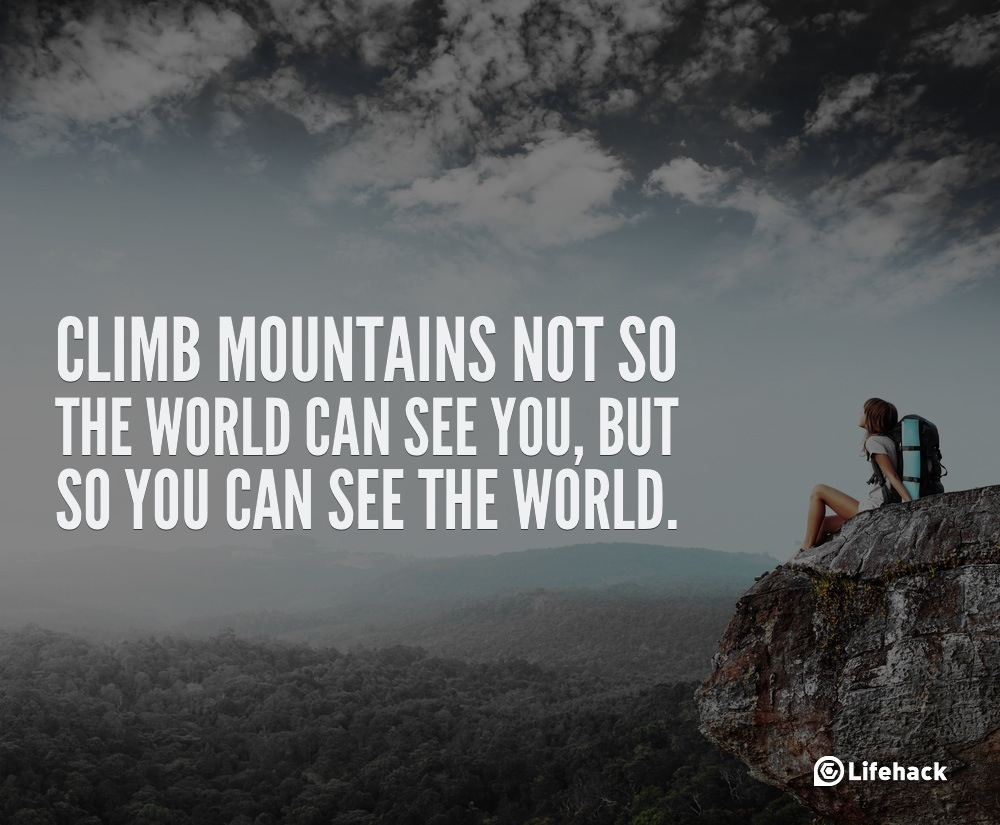 CLIMB MOUNTAINS NOT SO
THE WORLD CAN SEE YOU, BUT
SO YOU CAN SEE THE WORLD.
Lifehack